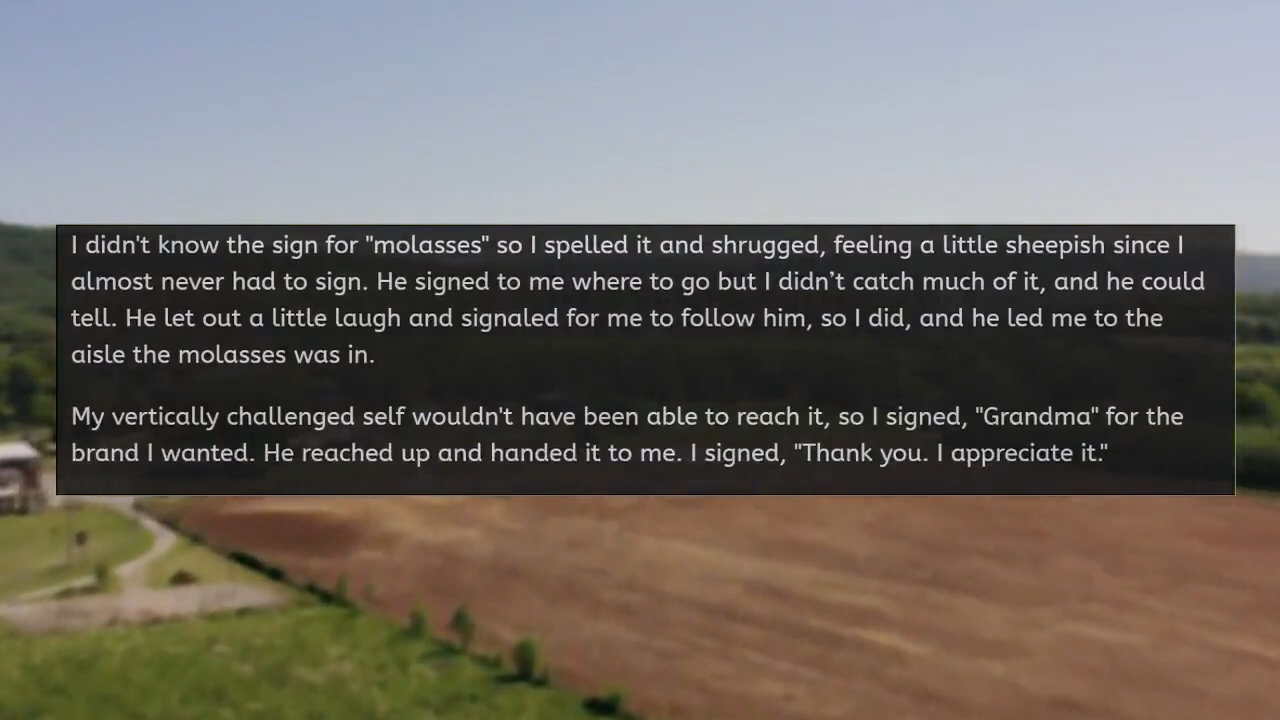 I didn't know the sign for "molasses" so I spelled it and shrugged, feeling a little sheepish since I
almost never had to sign. He signed to me where to go but I didn’t catch much of it, and he could
tell. He let out a little laugh and signaled for me to follow him, so I did, and he led me to the
aisle the molasses was in.
My vertically challenged self wouldn't have been able to reach it, so I signed, "Grandma" for the
brand I wanted. He reached up and handed it to me. I signed, "Thank you. I appreciate it."